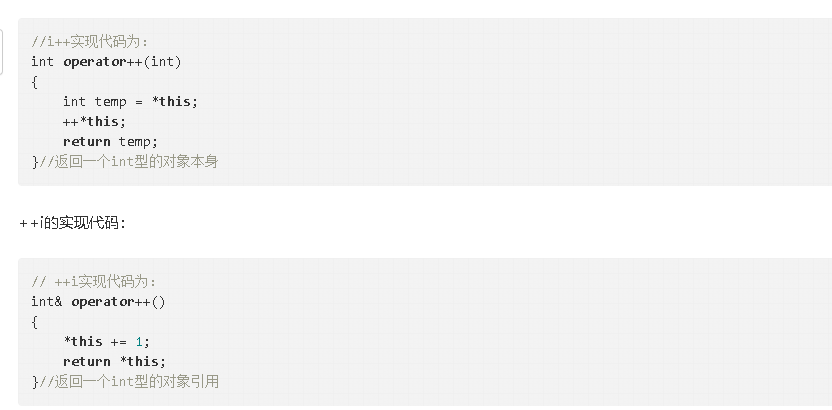 //i++实现代码为：
int operator++(int)
{
    int temp = *this;
    ++*this;
    return temp;
}//返回一个int型的对象本身
++i的实现代码：
// ++i实现代码为：
int& operator++()
{
    *this += 1;
    return *this;
}//返回一个int型的对象引用